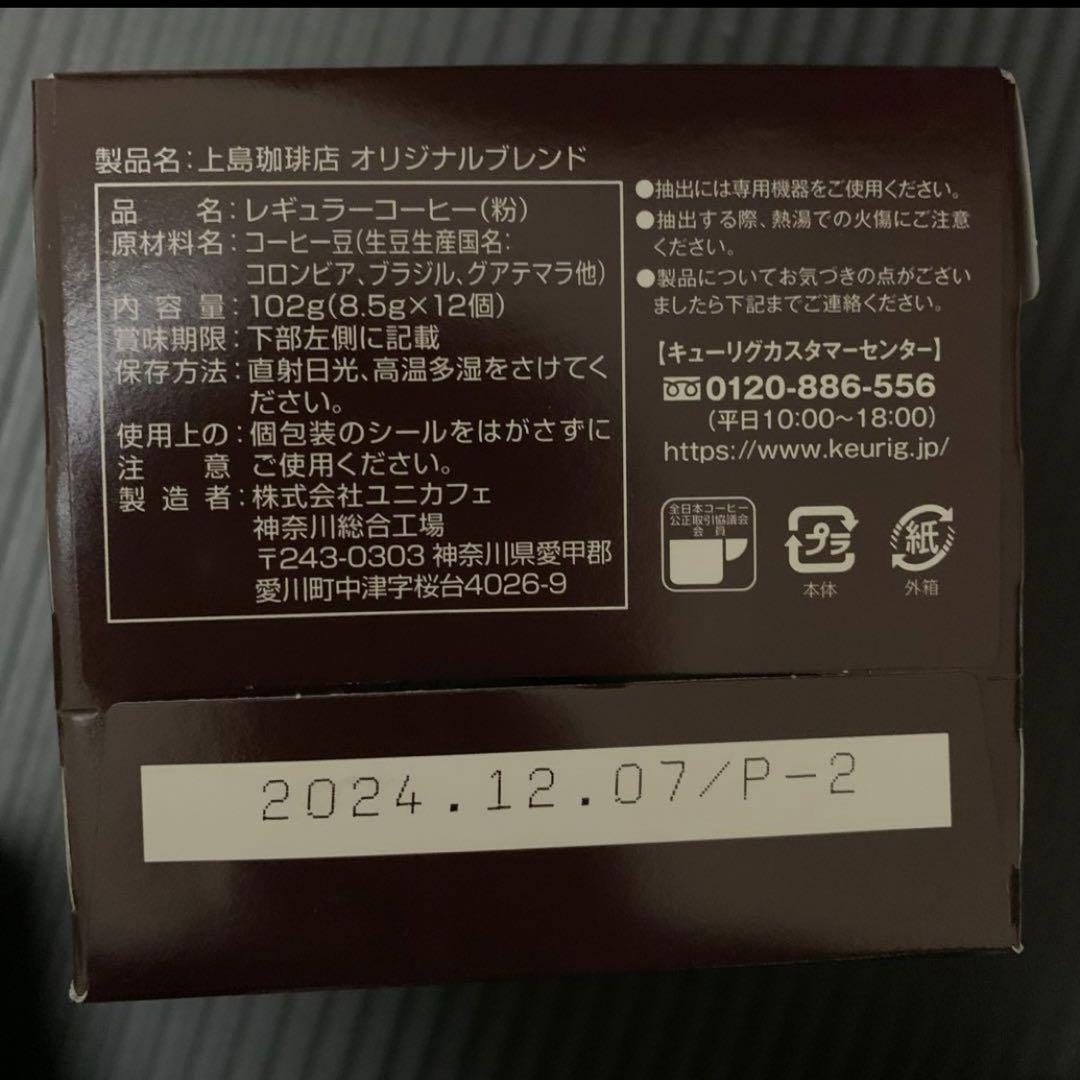 製品名:上島珈琲店 オリジナルブレンド
品名:レギュラーコーヒー(粉)
原材料名:コーヒー豆(生豆生産国名:
コロンビア、ブラジル、グアテマラ他)
内容量:102g(8.5g×12個)
賞味期限:下部左側に記載
保存方法:直射日光、高温多湿をさけてく
ださい。
使用上の:個包装のシールをはがさずに
注意 ご使用ください。
製造者:株式会社ユニカフェ
神奈川総合工場
〒243-0303 神奈川県愛甲郡
愛川町中津字桜台4026-9
●抽出には専用機器をご使用ください。
●抽出する際、熱湯での火傷にご注意
ください。
●製品についてお気づきの点がござい
ましたら下記までご連絡ください。
【キューリグカスタマーセンター】
0120-886-556
(平日10:00～18:00)
https://www.keurig.jp/
全日本コーヒー
公正取引協議会
会員
プラ
本体
紙
外箱
2024.12.07/P-2